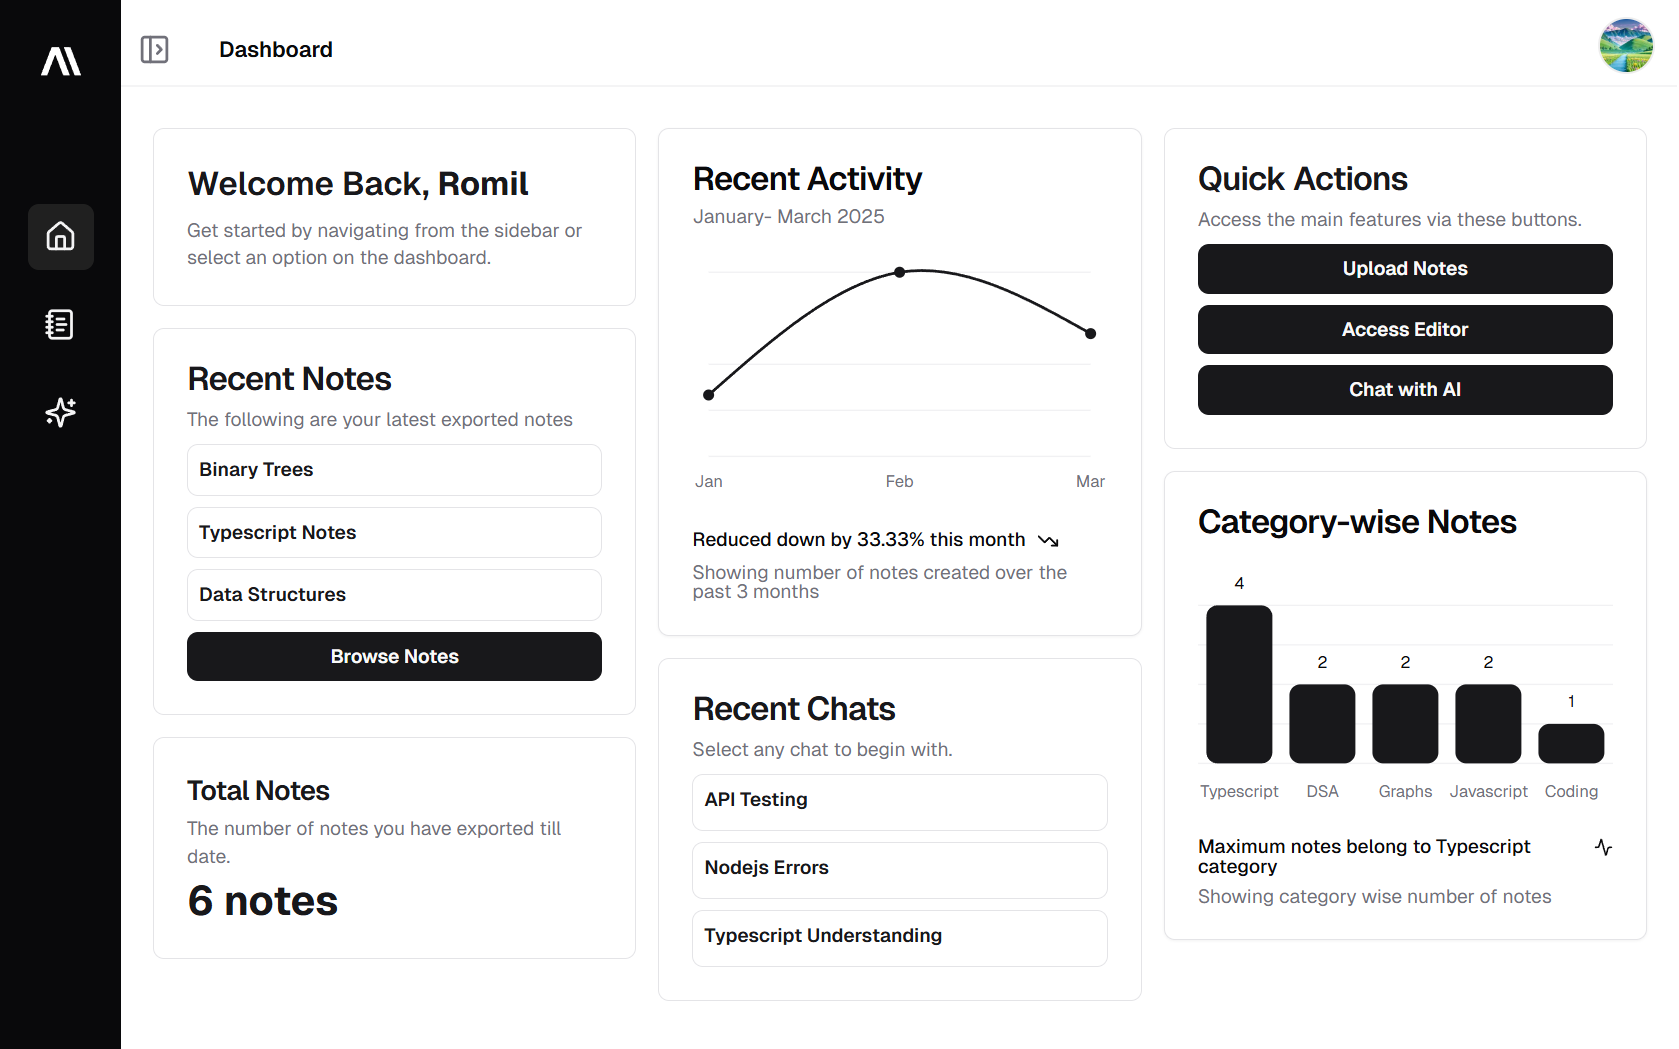 Dashboard
Welcome Back, Romil
Get started by navigating from the sidebar or
select an option on the dashboard.
Recent Notes
The following are your latest exported notes
Binary Trees
Typescript Notes
Data Structures
Browse Notes
Total Notes
The number of notes you have exported till
date.
6 notes
Recent Activity
January- March 2025
Jan Feb Mar
Reduced down by 33.33% this month
Showing number of notes created over the
past 3 months
Recent Chats
Select any chat to begin with.
API Testing
Nodejs Errors
Typescript Understanding
Quick Actions
Access the main features via these buttons.
Upload Notes
Access Editor
Chat with AI
Category-wise Notes
4
2 2 2
1
Typescript DSA Graphs Javascript Coding
Maximum notes belong to Typescript
category
Showing category wise number of notes